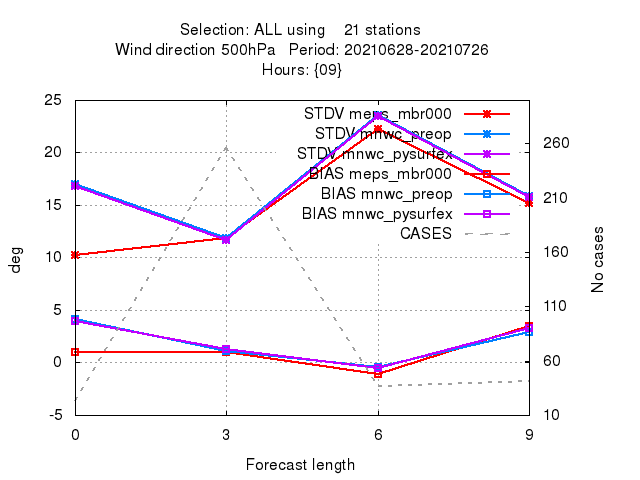 Selection: ALL using 21 stations
Wind direction 500hPa Period: 20210628-20210726
Hours: {09}
25
20
15
10
5
0
-5
deg
STDV meps_mbr000
STDV mnwc_preop
STDV mnwc_pysurfex
BIAS meps_mbr000
BIAS mnwc_preop
BIAS mnwc_pysurfex
CASES
260
210
160
110
60
10
No cases
0 3 6 9
Forecast length